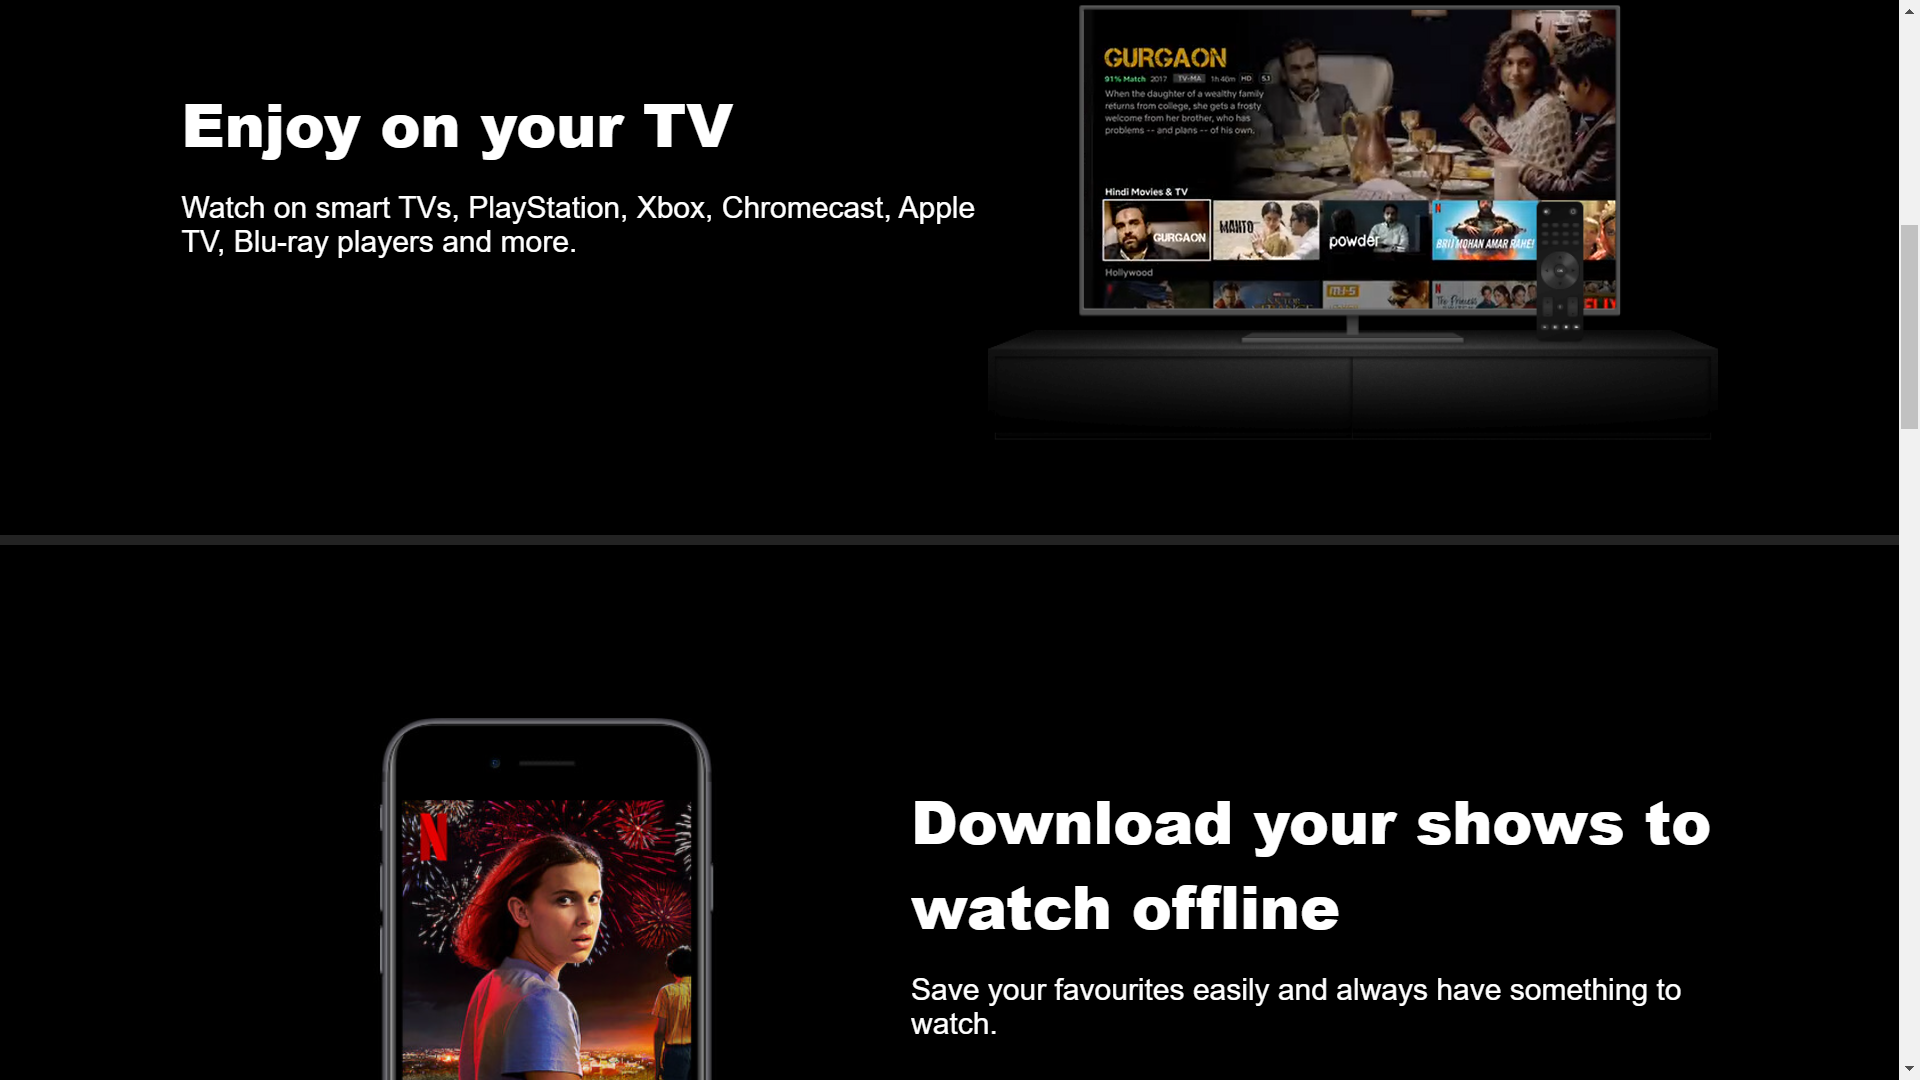 Enjoy on your TV
Watch on smart TVs, PlayStation, Xbox, Chromecast, Apple
TV, Blu-ray players and more.
GURGAON
91% Match 2017 TV-MA 1h 40m HD 5.1
When the daughter of a wealthy family
returns from college, she gets a frosty
welcome from her brother, who has
problems -- and plans -- of his own.
Hindi Movies & TV
GURGAON
MANTO
powder
N
BRIJ MOHAN AMAR RAHE!
Hollywood
M:I-5
N
The Princess
Download your shows to
watch offline
Save your favourites easily and always have something to
watch.
N